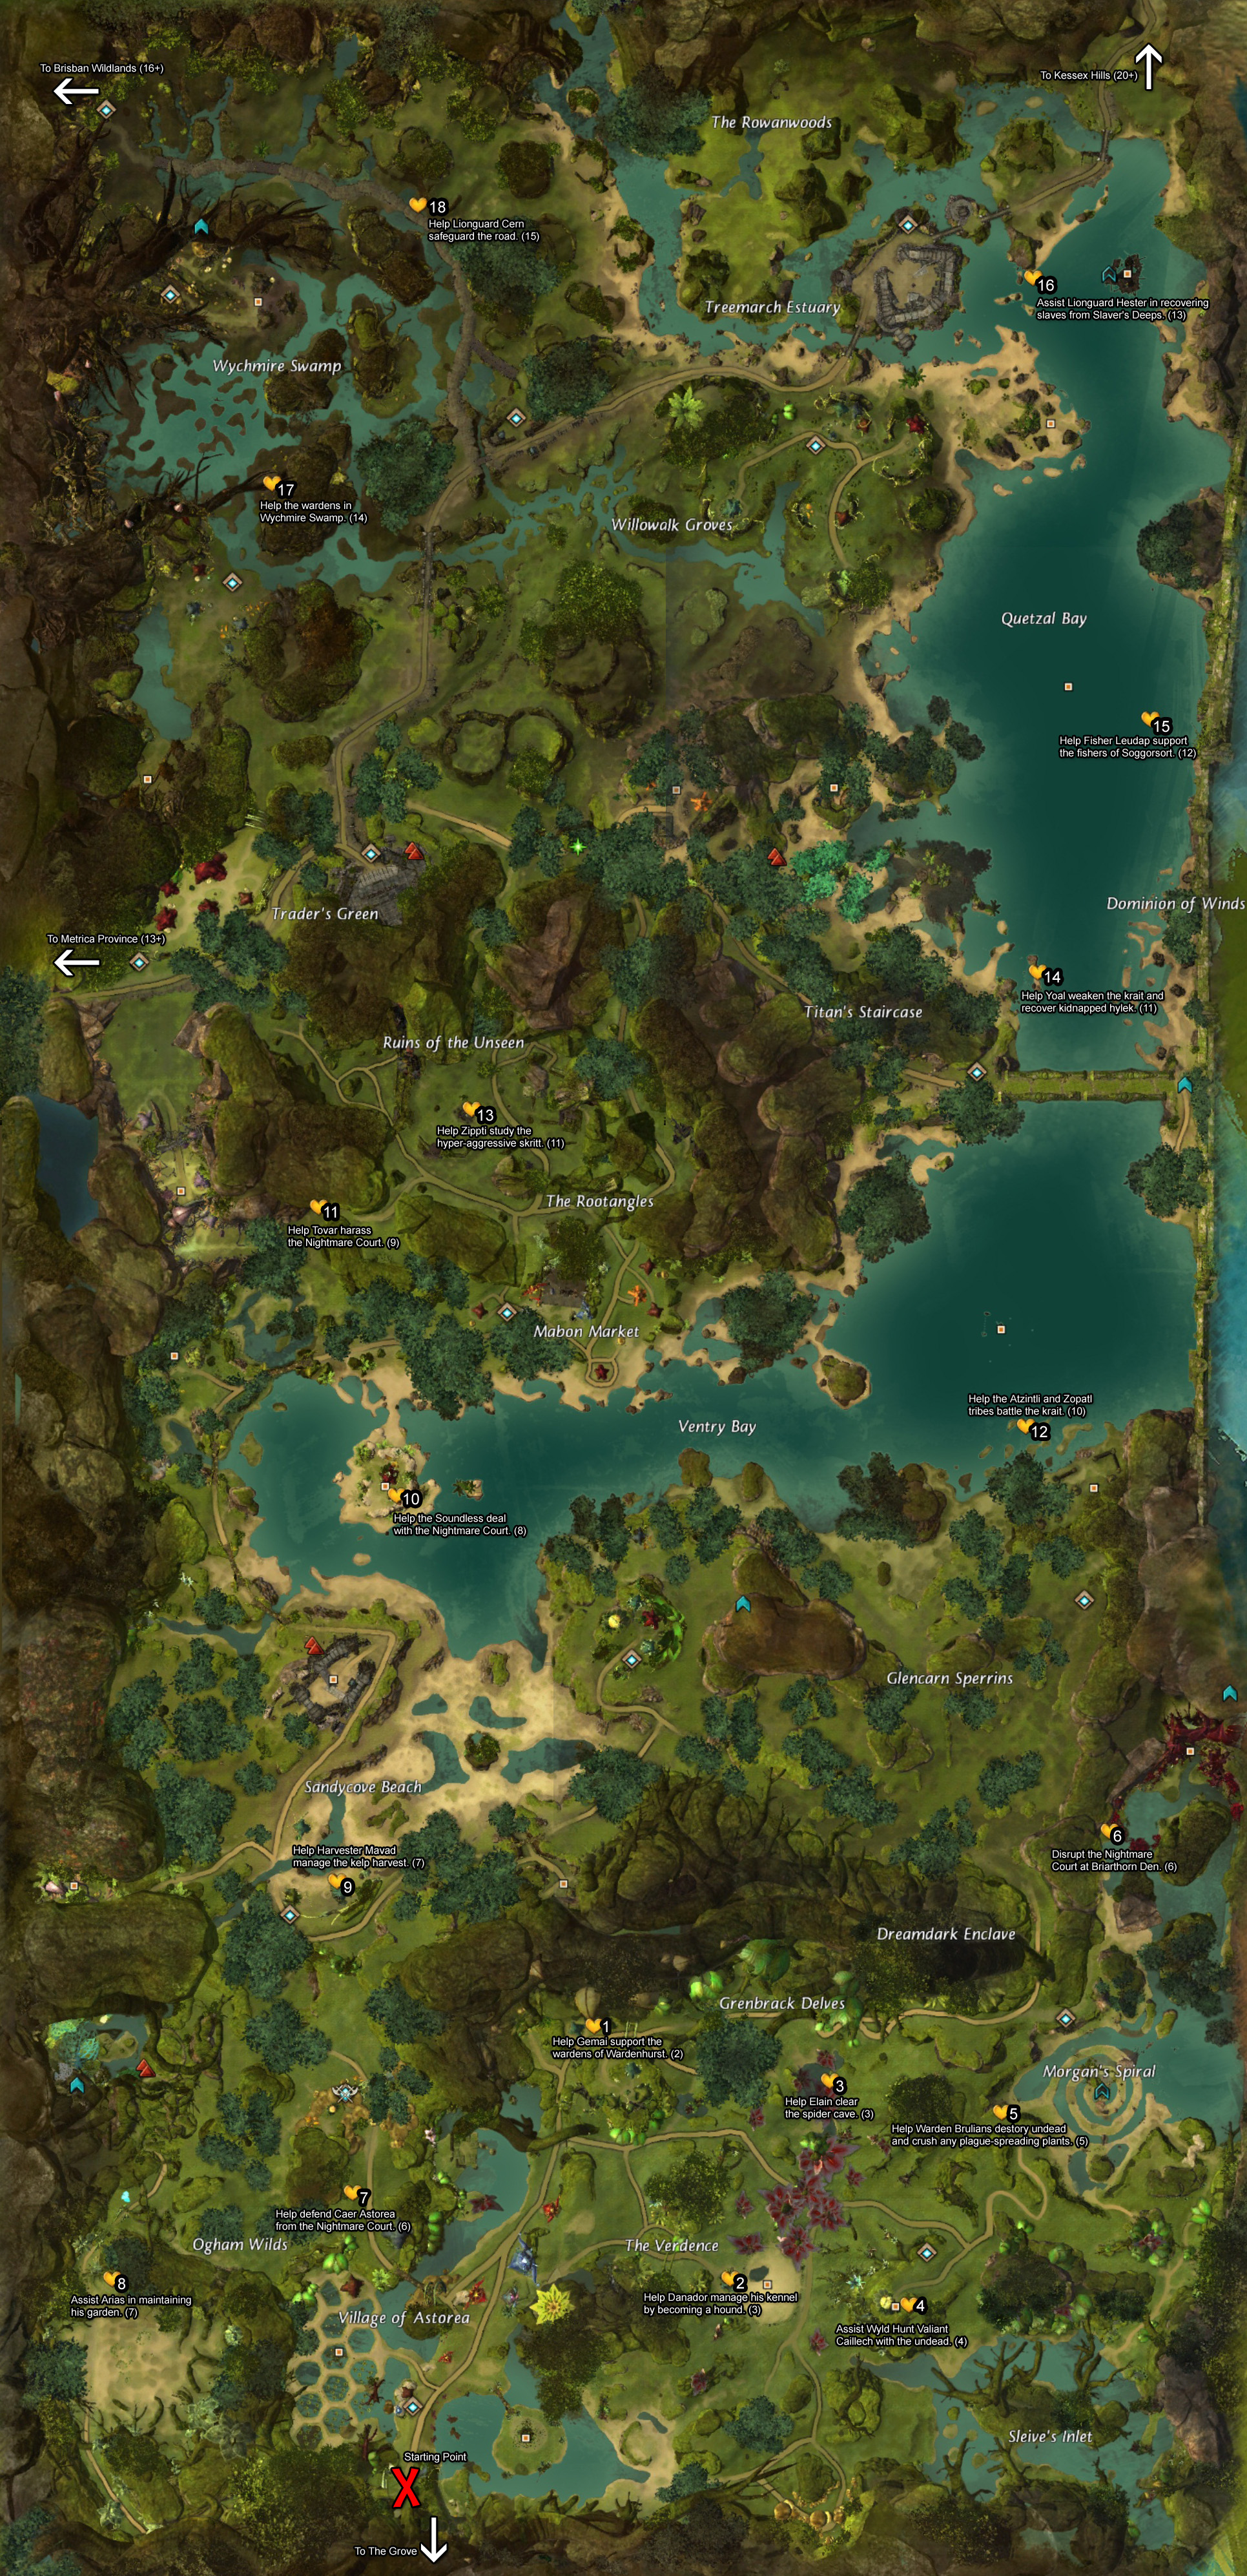 To Brisban Wildlands (16+)
To Kessex Hills (20+)
The Rowanwoods
18
Help Lionguard Cern
safeguard the road. (15)
16
Assist Lionguard Hester in recovering
slaves from Slaver's Deeps. (13)
Treemarch Estuary
Wychmire Swamp
17
Help the wardens in
Wychmire Swamp. (14)
Willowalk Groves
Quetzal Bay
15
Help Fisher Leudap support
the fishers of Soggorsort. (12)
Dominion of Winds
Trader's Green
To Metrica Province (13+)
14
Help Yoal weaken the krait and
recover kidnapped hylek. (11)
Titan's Staircase
Ruins of the Unseen
13
Help Zippti study the
hyper-aggressive skritt. (11)
The Rootangles
11
Help Tovar harass
the Nightmare Court. (9)
Mabon Market
Help the Atzintli and Zopatl
tribes battle the krait. (10)
12
Ventry Bay
10
Help the Soundless deal
with the Nightmare Court. (8)
Glencarn Sperrins
Sandycove Beach
6
Disrupt the Nightmare
Court at Briarthorn Den. (6)
Help Harvester Mavad
manage the kelp harvest. (7)
9
Dreamdark Enclave
Grenbrack Delves
1
Help Gemai support the
wardens of Wardenhurst. (2)
Morgan's Spiral
3
Help Elain clear
the spider cave. (3)
5
Help Warden Brulians destory undead
and crush any plague-spreading plants. (5)
7
Help defend Caer Astorea
from the Nightmare Court. (6)
Ogham Wilds
The Verdence
8
Assist Arias in maintaining
his garden. (7)
2
Help Danador manage his kennel
by becoming a hound. (3)
4
Assist Wyld Hunt Valiant
Caillech with the undead. (4)
Village of Astorea
Sleive's Inlet
Starting Point
X
To The Grove